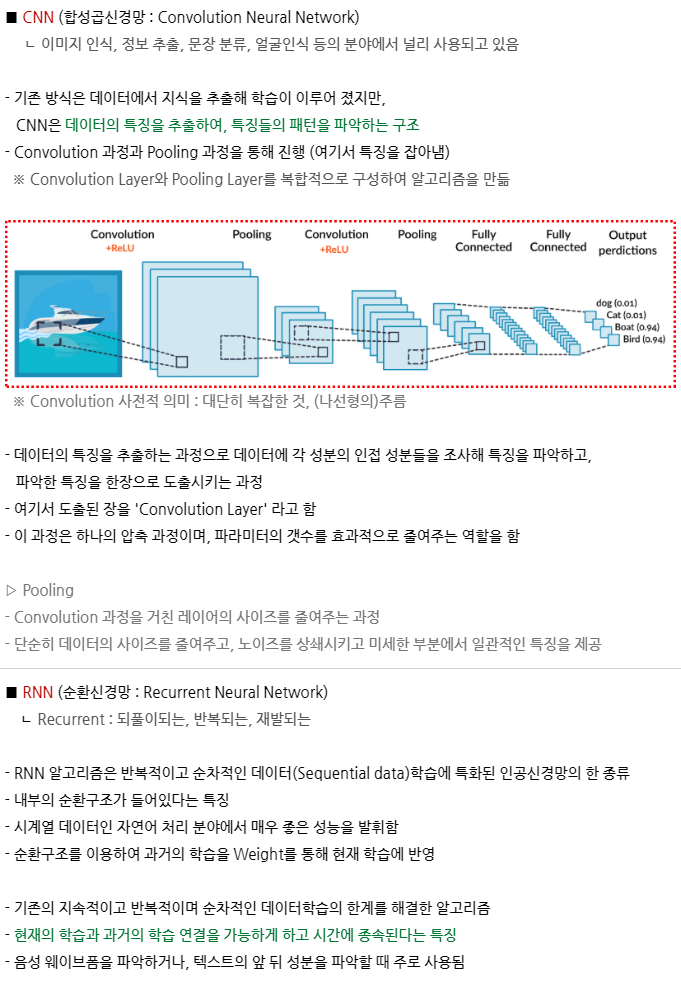 ■ CNN (합성곱신경망 : Convolution Neural Network)
ㄴ 이미지 인식, 정보 추출, 문장 분류, 얼굴인식 등의 분야에서 널리 사용되고 있음
- 기존 방식은 데이터에서 지식을 추출해 학습이 이루어 졌지만,
CNN은 데이터의 특징을 추출하여, 특징들의 패턴을 파악하는 구조
- Convolution 과정과 Pooling 과정을 통해 진행 (여기서 특징을 잡아냄)
※ Convolution Layer와 Pooling Layer를 복합적으로 구성하여 알고리즘을 만듦
Convolution Pooling Convolution Pooling Fully Fully Output
+ReLU +ReLU Connected Connected perdictions
dog (0.01)
Cat (0.01)
Boat (0.94)
Bird (0.94)
※ Convolution 사전적 의미 : 대단히 복잡한 것, (나선형의)주름
- 데이터의 특징을 추출하는 과정으로 데이터에 각 성분의 인접 성분들을 조사해 특징을 파악하고,
파악한 특징을 한장으로 도출시키는 과정
- 여기서 도출된 장을 'Convolution Layer' 라고 함
- 이 과정은 하나의 압축 과정이며, 파라미터의 갯수를 효과적으로 줄여주는 역할을 함
▷ Pooling
- Convolution 과정을 거친 레이어의 사이즈를 줄여주는 과정
- 단순히 데이터의 사이즈를 줄여주고, 노이즈를 상쇄시키고 미세한 부분에서 일관적인 특징을 제공
■ RNN (순환신경망 : Recurrent Neural Network)
ㄴ Recurrent : 되풀이되는, 반복되는, 재발되는
- RNN 알고리즘은 반복적이고 순차적인 데이터(Sequential data)학습에 특화된 인공신경망의 한 종류
- 내부의 순환구조가 들어있다는 특징
- 시계열 데이터인 자연어 처리 분야에서 매우 좋은 성능을 발휘함
- 순환구조를 이용하여 과거의 학습을 Weight를 통해 현재 학습에 반영
- 기존의 지속적이고 반복적이며 순차적인 데이터학습의 한계를 해결한 알고리즘
- 현재의 학습과 과거의 학습 연결을 가능하게 하고 시간에 종속된다는 특징
- 음성 웨이브폼을 파악하거나, 텍스트의 앞 뒤 성분을 파악할 때 주로 사용됨